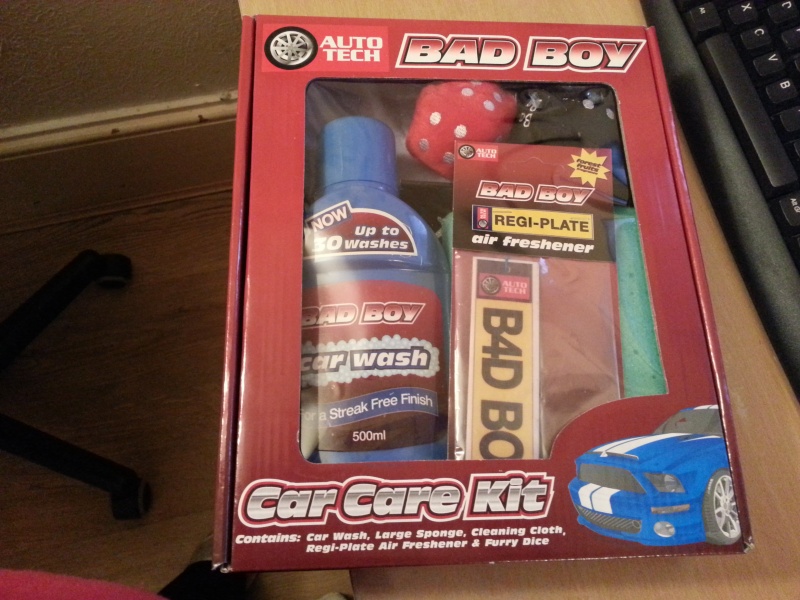 AUTO TECH
BAD BOY
AUTO TECH
Forest fruits
BAD BOY
REGI-PLATE
air freshener
NOW
Up to
30 Washes
BAD BOY
car wash
For a Streak Free Finish
500ml
AUTO TECH
B4D BO
Car Care Kit
Contains: Car Wash, Large Sponge, Cleaning Cloth,
Regi-Plate Air Freshener & Furry Dice
X
C
V
B